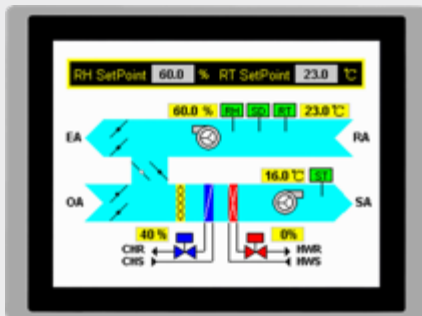 RH SetPoint 60.0 % RT SetPoint 23.0 ℃
60.0 % RH SD RT 23.0 ℃
EA RA
16.0 ℃ ST
OA SA
40 % 0%
CHR HWR
CHS HWS